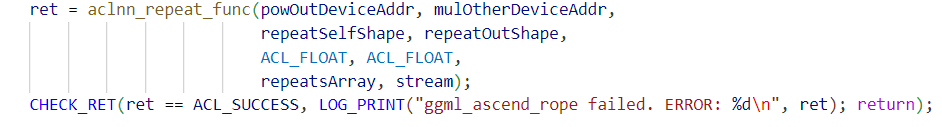 ret = aclnn_repeat_func(powOutDeviceAddr, mulOtherDeviceAddr,
repeatSelfShape, repeatOutShape,
ACL_FLOAT, ACL_FLOAT,
repeatsArray, stream);
CHECK_RET(ret == ACL_SUCCESS, LOG_PRINT("ggml_ascend_rope failed. ERROR: %d\n", ret); return);